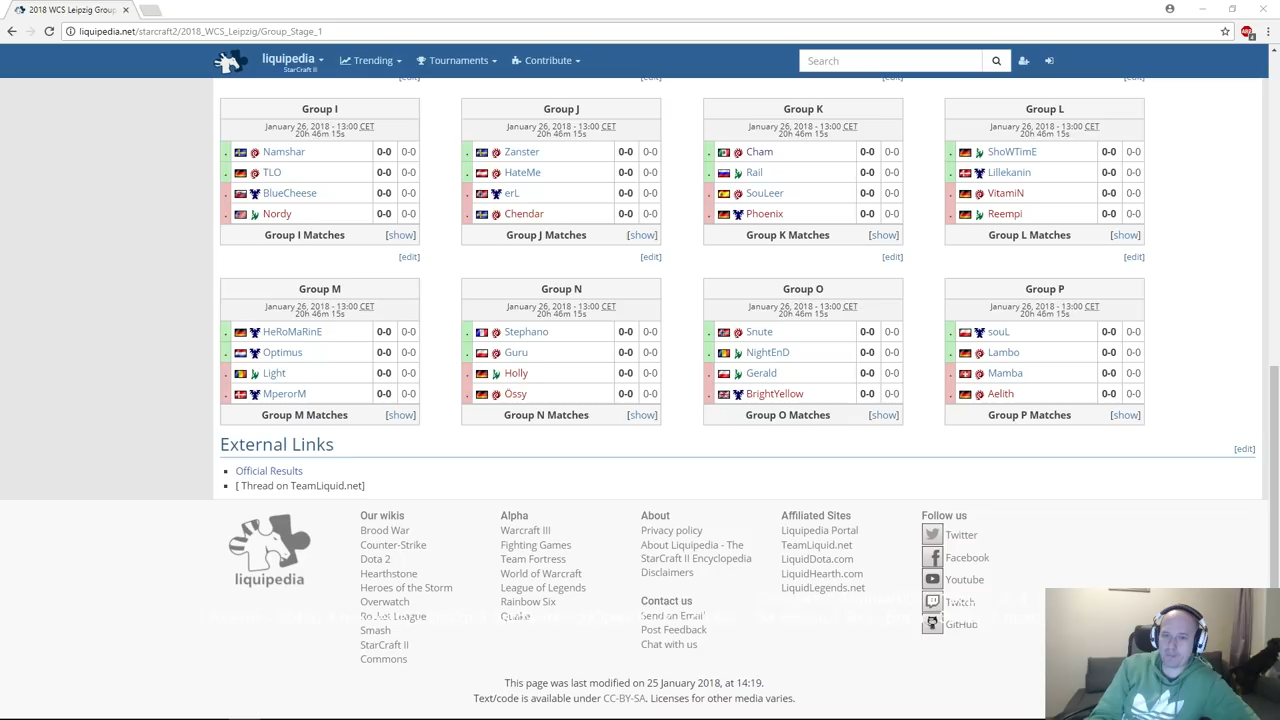 2018 WCS Leipzig Group
liquipedia.net/starcraft2/2018_WCS_Leipzig/Group_Stage_1
liquipedia
StarCraft II
Trending
Tournaments
Contribute
Search
[edit] [edit] [edit] [edit]
Group I
January 26, 2018 - 13:00 CET
20h 46m 15s
. Namshar 0-0 0-0
. TLO 0-0 0-0
. BlueCheese 0-0 0-0
. Nordy 0-0 0-0
Group I Matches [show]
Group J
January 26, 2018 - 13:00 CET
20h 46m 15s
. Zanster 0-0 0-0
. HateMe 0-0 0-0
. erL 0-0 0-0
. Chendar 0-0 0-0
Group J Matches [show]
Group K
January 26, 2018 - 13:00 CET
20h 46m 15s
. Cham 0-0 0-0
. Rail 0-0 0-0
. SouLeer 0-0 0-0
. Phoenix 0-0 0-0
Group K Matches [show]
Group L
January 26, 2018 - 13:00 CET
20h 46m 15s
. ShoWTimE 0-0 0-0
. Lillekanin 0-0 0-0
. VitamiN 0-0 0-0
. Reempi 0-0 0-0
Group L Matches [show]
[edit] [edit] [edit]
Group M
January 26, 2018 - 13:00 CET
20h 46m 15s
. HeRoMaRinE 0-0 0-0
. Optimus 0-0 0-0
. Light 0-0 0-0
. MperorM 0-0 0-0
Group M Matches [show]
[edit]
Group N
January 26, 2018 - 13:00 CET
20h 46m 15s
. Stephano 0-0 0-0
. Guru 0-0 0-0
. Holly 0-0 0-0
. Össy 0-0 0-0
Group N Matches [show]
Group O
January 26, 2018 - 13:00 CET
20h 46m 15s
. Snute 0-0 0-0
. NightEnD 0-0 0-0
. Gerald 0-0 0-0
. BrightYellow 0-0 0-0
Group O Matches [show]
Group P
January 26, 2018 - 13:00 CET
20h 46m 15s
. souL 0-0 0-0
. Lambo 0-0 0-0
. Mamba 0-0 0-0
. Aelith 0-0 0-0
Group P Matches [show]
External Links [edit]
Official Results
[ Thread on TeamLiquid.net]
liquipedia
Our wikis
Brood War
Counter-Strike
Dota 2
Hearthstone
Heroes of the Storm
Overwatch
Rocket League
Smash
StarCraft II
Commons
Alpha
Warcraft III
Fighting Games
Team Fortress
World of Warcraft
League of Legends
Rainbow Six
About
Privacy policy
About Liquipedia - The
StarCraft II Encyclopedia
Disclaimers
Contact us
Send an Email
Post Feedback
Chat with us
Affiliated Sites
Liquipedia Portal
TeamLiquid.net
LiquidDota.com
LiquidHearth.com
LiquidLegends.net
Follow us
Twitter
Facebook
Youtube
Twitch
GitHub
This page was last modified on 25 January 2018, at 14:19.
Text/code is available under CC-BY-SA. Licenses for other media varies.